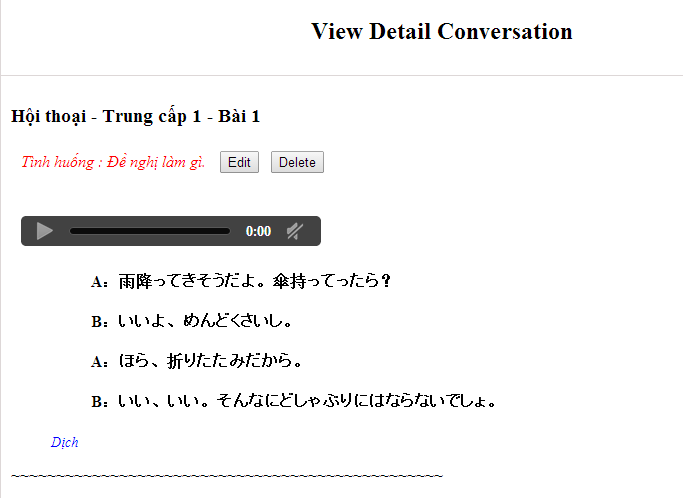 View Detail Conversation
Hội thoại - Trung cấp 1 - Bài 1
Tình huống : Đề nghị làm gì. Edit Delete
0:00
A：雨降ってきそうだよ。傘持ってったら？
B：いいよ、めんどくさいし。
A：ほら、折りたたみだから。
B：いい、いい。そんなにどしゃぶりにはならないでしょ。
Dịch
~~~~~~~~~~~~~~~~~~~~~~~~~~~~~~~~~~~~~~~~~~~~~~~~